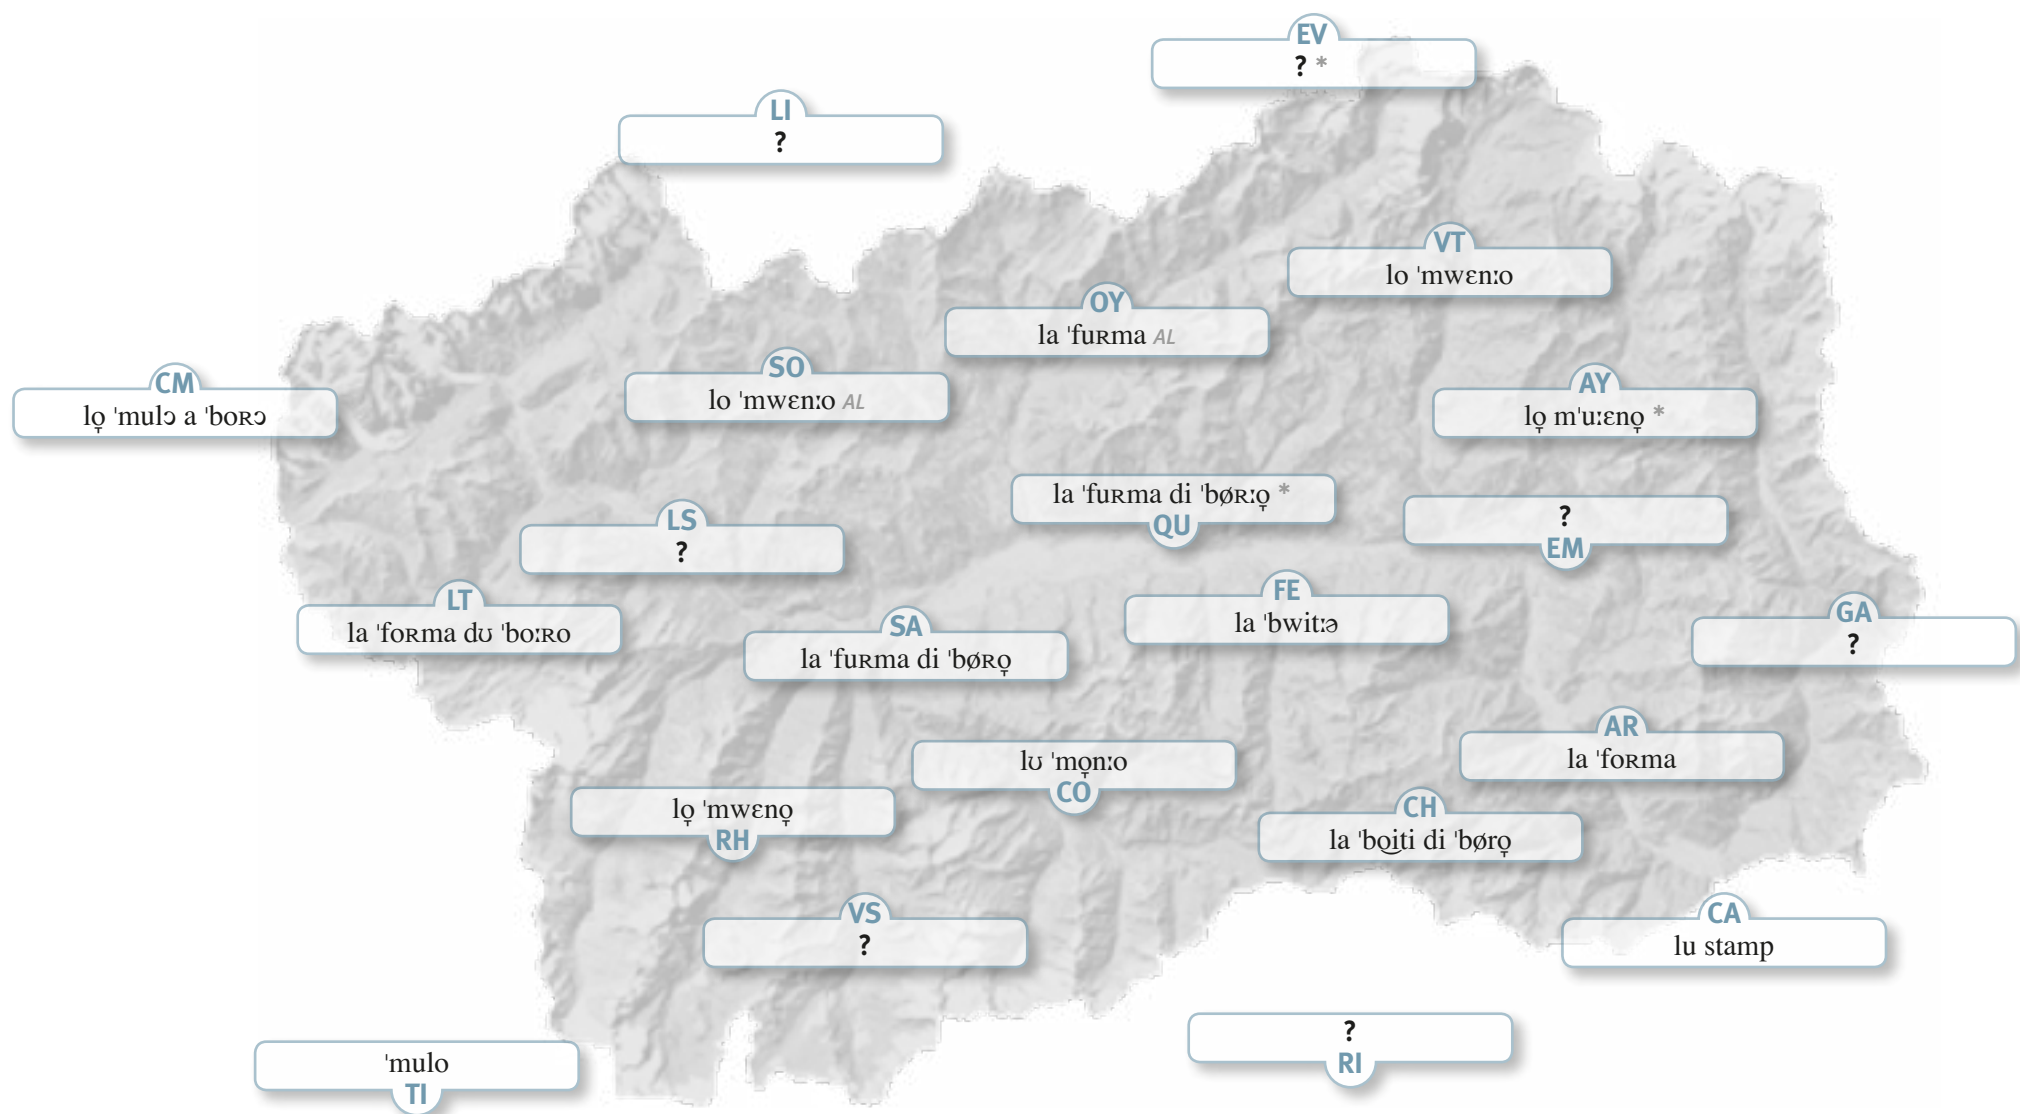 EV
? *
LI
?
VT
lo ˈmwɛnːo
OY
la ˈfuʀma AL
SO
lo ˈmwɛnːo AL
CM
lo̞ ˈmulɔ a ˈboʀɔ
AY
lo̞ mˈuːɛno̞ *
la ˈfuʀma di ˈbøʀːo̞ *
QU
LS
?
?
EM
LT
la ˈfoʀma dʊ ˈboːʀo
SA
la ˈfuʀma di ˈbøʀo̞
FE
la ˈbwitːə
GA
?
AR
la ˈfoʀma
lʊ ˈmo̞nːo
CO
lo̞ ˈmwɛno̞
RH
CH
la ˈbo͜iti di ˈbøro̞
VS
?
CA
lu stamp
?
RI
ˈmulo
TI